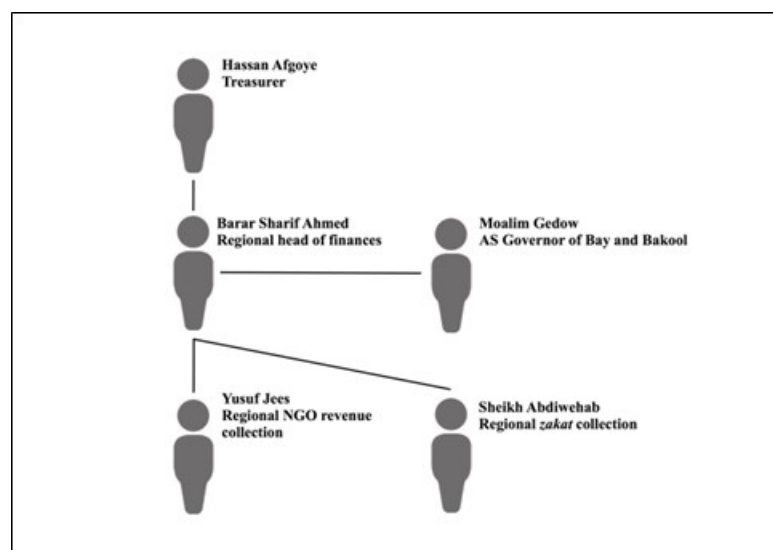 Hassan Afgoye
Treasurer
Barar Sharif Ahmed
Regional head of finances
Moalim Gedow
AS Governor of Bay and Bakool
Yusuf Jees
Regional NGO revenue
collection
Sheikh Abdiwehab
Regional zakat collection